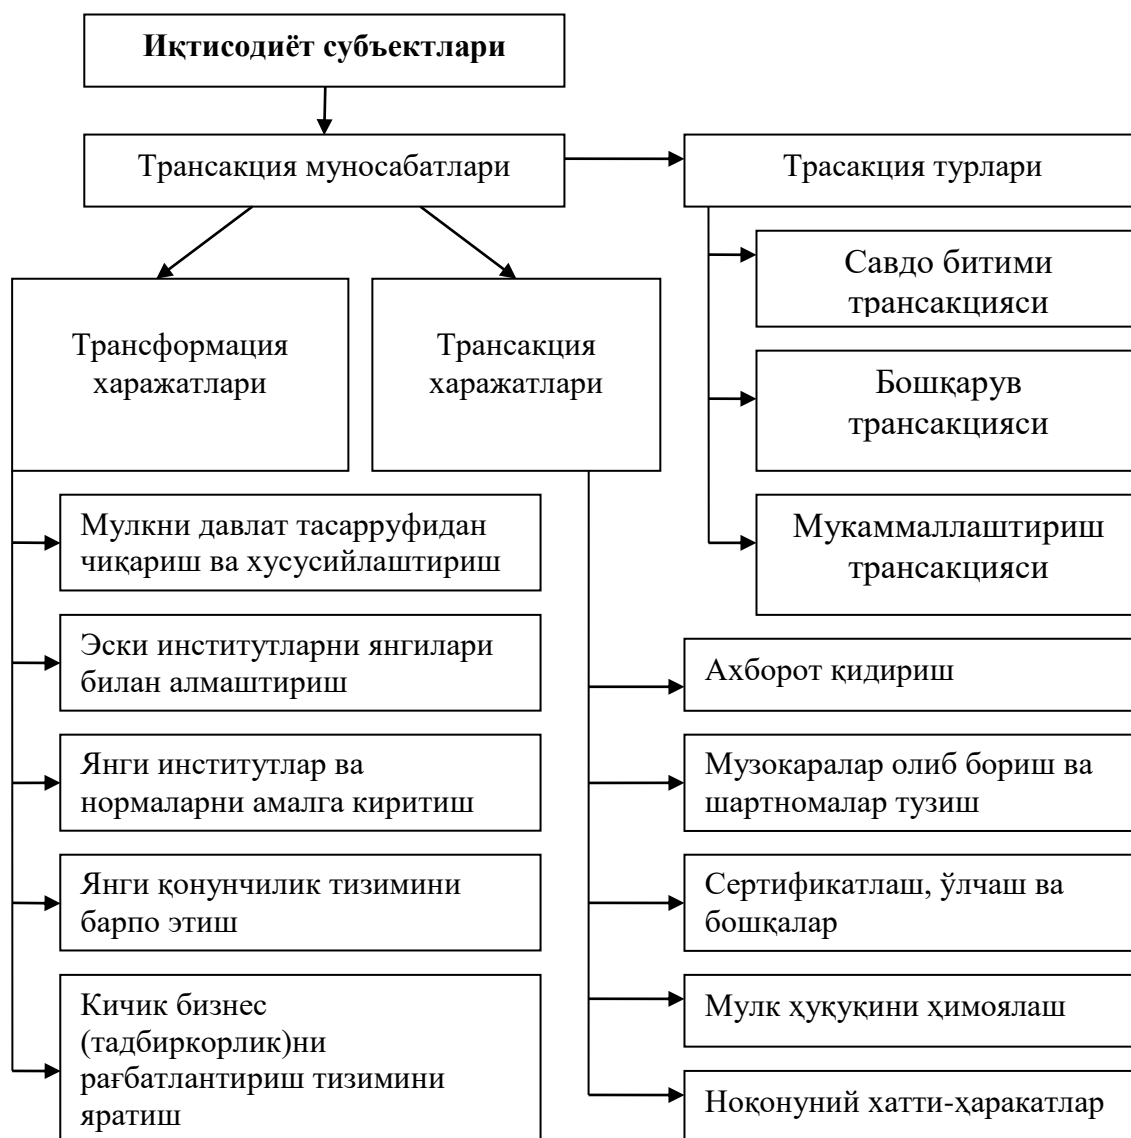 Иқтисодиёт субъектлари
Трансакция муносабатлари
Трасакция турлари
Савдо битими
трансакцияси
Бошқарув
трансакцияси
Мукаммаллаштириш
трансакцияси
Трансформация
харажатлари
Трансакция
харажатлари
Мулкни давлат тасарруфидан
чиқариш ва хусусийлаштириш
Эски институтларни янгилари
билан алмаштириш
Янги институтлар ва
нормаларни амалга киритиш
Янги қонунчилик тизимини
барпо этиш
Кичик бизнес
(тадбиркорлик)ни
рағбатлантириш тизимини
яратиш
Ахборот қидириш
Музокаралар олиб бориш ва
шартномалар тузиш
Сертификатлаш, ўлчаш ва
бошқалар
Мулк ҳуқуқини ҳимоялаш
Ноқонуний хатти-ҳаракатлар